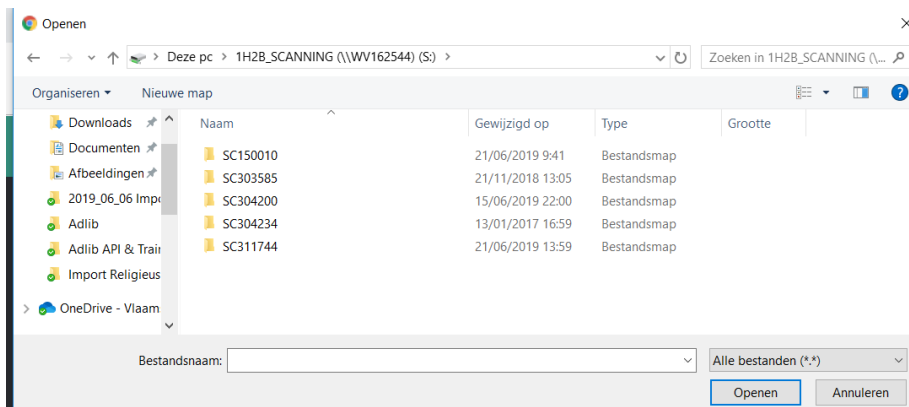 Openen
Deze pc > 1H2B_SCANNING (\\WV162544) (S:) >
Zoeken in 1H2B_SCANNING (\...
Organiseren
Nieuwe map
Naam
Gewijzigd op
Type
Grootte
Downloads
Documenten
Afbeeldingen
2019_06_06 Impo
Adlib
Adlib API & Train
Import Religieus
OneDrive - Vlaam
SC150010 21/06/2019 9:41 Bestandsmap
SC303585 21/11/2018 13:05 Bestandsmap
SC304200 15/06/2019 22:00 Bestandsmap
SC304234 13/01/2017 16:59 Bestandsmap
SC311744 21/06/2019 13:59 Bestandsmap
Bestandsnaam:
Alle bestanden (*.*)
Openen
Annuleren